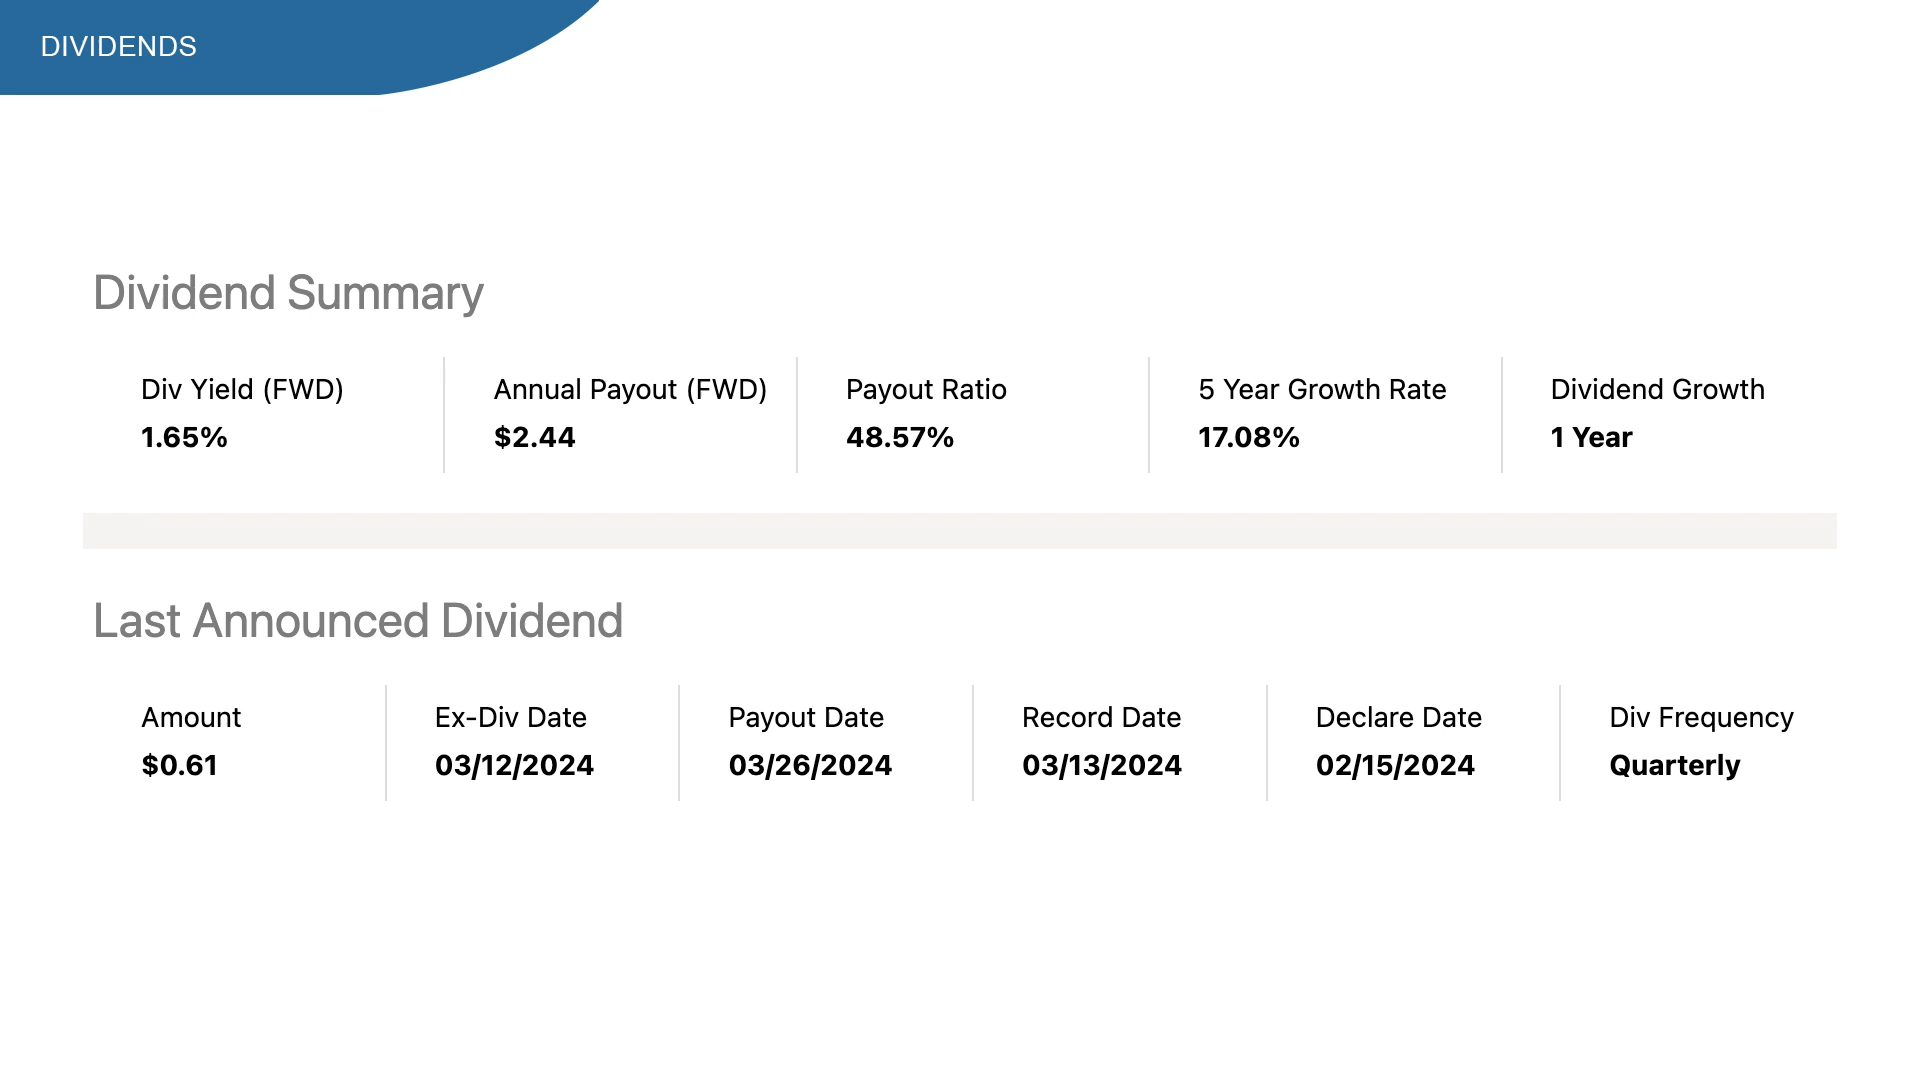 DIVIDENDS
Dividend Summary
Div Yield (FWD)
1.65%
Annual Payout (FWD)
$2.44
Payout Ratio
48.57%
5 Year Growth Rate
17.08%
Dividend Growth
1 Year
Last Announced Dividend
Amount
$0.61
Ex-Div Date
03/12/2024
Payout Date
03/26/2024
Record Date
03/13/2024
Declare Date
02/15/2024
Div Frequency
Quarterly